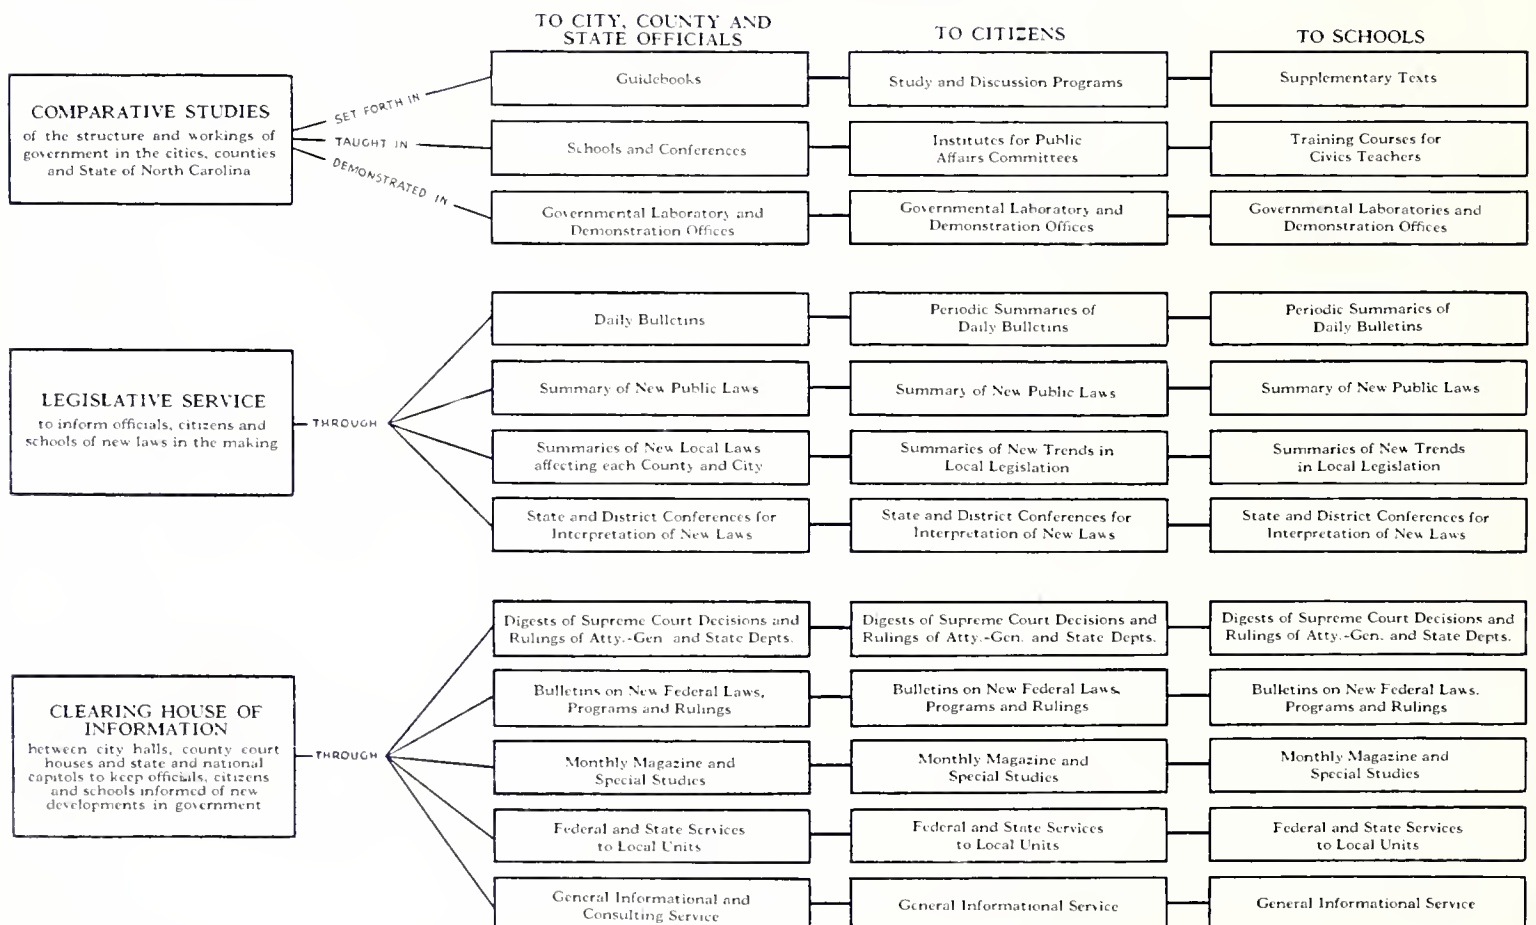 TO CITY, COUNTY AND
STATE OFFICIALS
TO CITIZENS
TO SCHOOLS
COMPARATIVE STUDIES
of the structure and workings of
government in the cities, counties
and State of North Carolina
SET FORTH IN
TAUGHT IN
DEMONSTRATED IN
Guidebooks
Study and Discussion Programs
Supplementary Texts
Schools and Conferences
Institutes for Public
Affairs Committees
Training Courses for
Civics Teachers
Governmental Laboratory and
Demonstration Offices
Governmental Laboratory and
Demonstration Offices
Governmental Laboratories and
Demonstration Offices
LEGISLATIVE SERVICE
to inform officials, citizens and
schools of new laws in the making
THROUGH
Daily Bulletins
Periodic Summaries of
Daily Bulletins
Periodic Summaries of
Daily Bulletins
Summary of New Public Laws
Summary of New Public Laws
Summary of New Public Laws
Summaries of New Local Laws
affecting each County and City
Summaries of New Trends in
Local Legislation
Summaries of New Trends
in Local Legislation
State and District Conferences for
Interpretation of New Laws
State and District Conferences for
Interpretation of New Laws
State and District Conferences for
Interpretation of New Laws
CLEARING HOUSE OF
INFORMATION
between city halls, county court
houses and state and national
capitols to keep officials, citizens
and schools informed of new
developments in government
THROUGH
Digests of Supreme Court Decisions and
Rulings of Atty.-Gen. and State Depts.
Digests of Supreme Court Decisions and
Rulings of Atty.-Gen. and State Depts.
Digests of Supreme Court Decisions and
Rulings of Atty.-Gen. and State Depts.
Bulletins on New Federal Laws,
Programs and Rulings
Bulletins on New Federal Laws,
Programs and Rulings
Bulletins on New Federal Laws.
Programs and Rulings
Monthly Magazine and
Special Studies
Monthly Magazine and
Special Studies
Monthly Magazine and
Special Studies
Federal and State Services
to Local Units
Federal and State Services
to Local Units
Federal and State Services
to Local Units
General Informational and
Consulting Service
General Informational Service
General Informational Service